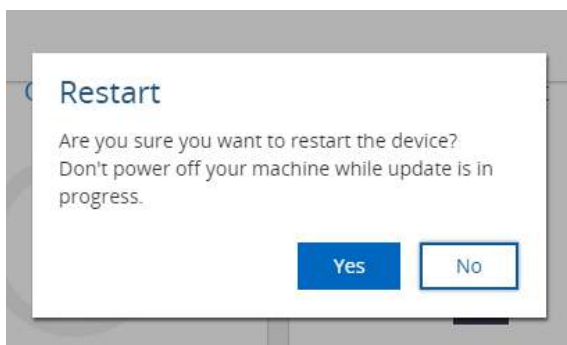 Restart
Are you sure you want to restart the device?
Don't power off your machine while update is in
progress.
Yes
No